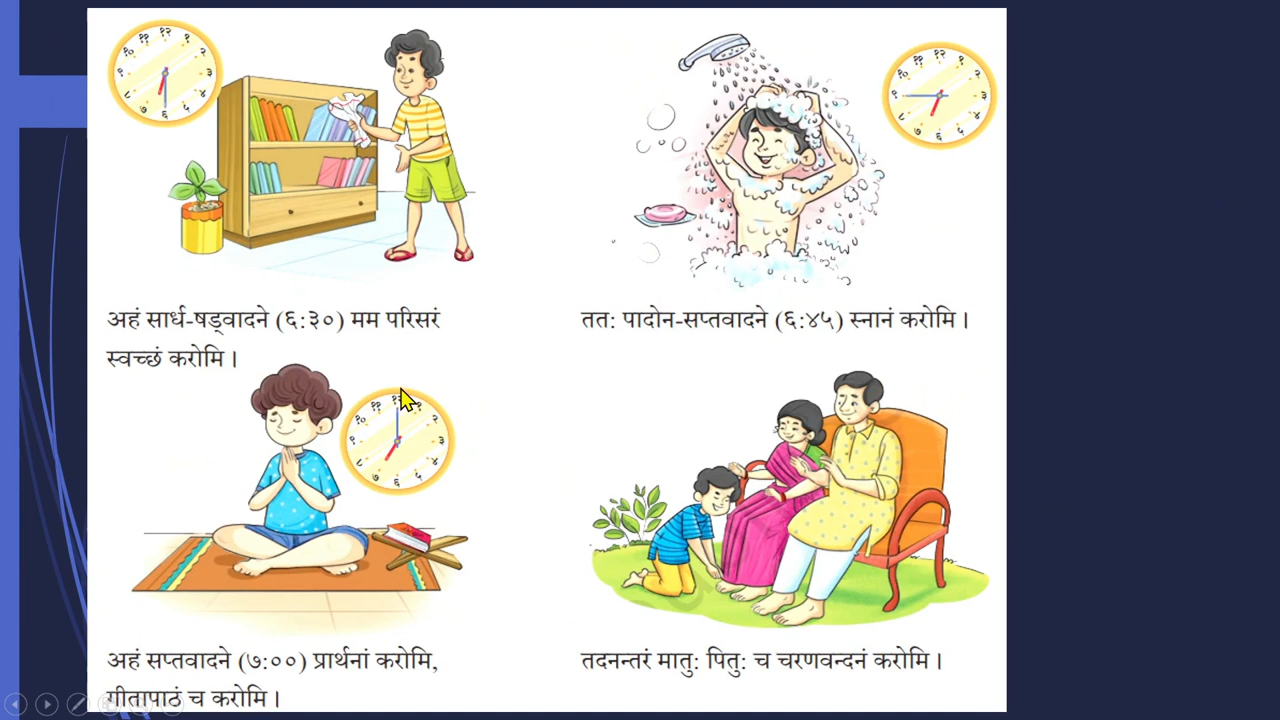 अहं सार्ध-षड्वादने (६:३०) मम परिसरं
स्वच्छं करोमि ।
ततः पादोन-सप्तवादने (६:४५) स्नानं करोमि ।
अहं सप्तवादने (७:००) प्रार्थनां करोमि,
गीतापाठं च करोमि ।
तदनन्तरं मातुः पितुः च चरणवन्दनं करोमि ।